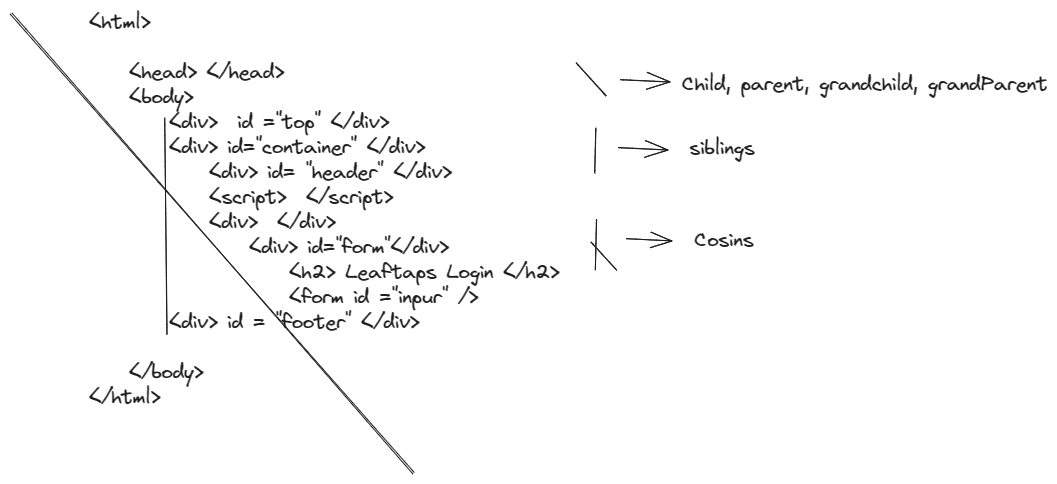 <html>
<head> </head>
<body>
<div> id ="top" </div>
<div> id="container" </div>
<div> id= "header" </div>
<script> </script>
<div> </div>
<div> id="form"</div>
<h2> Leaftaps Login </h2>
<form id ="inpur" />
<div> id = "footer" </div>
</body>
</html>
Child, parent, grandchild, grandParent
siblings
Cosins